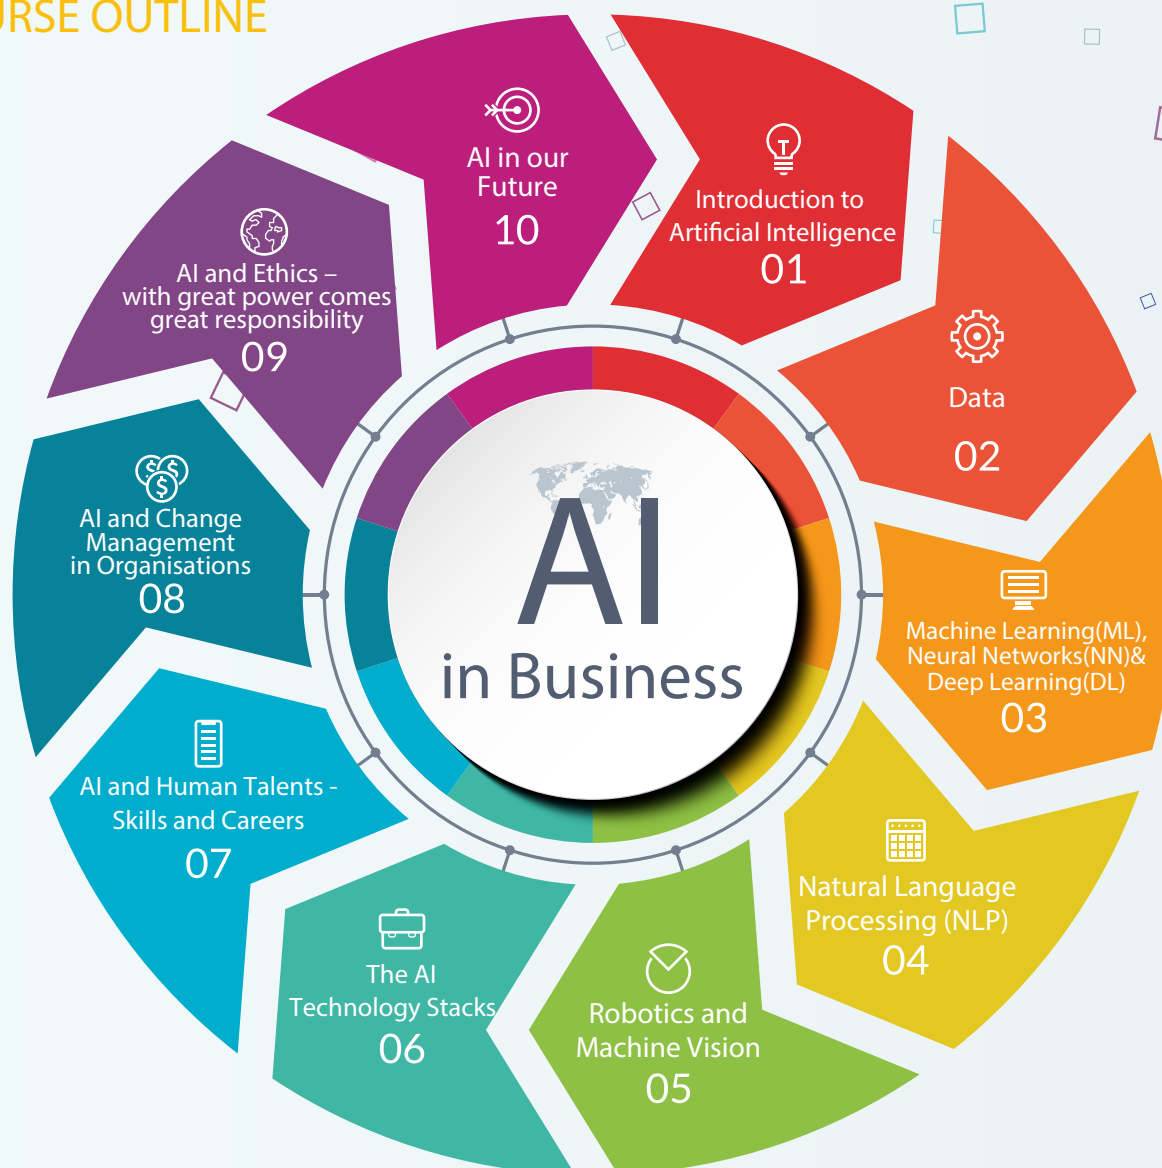 URSE OUTLINE
AI
in Business
Introduction to
Artificial Intelligence
01
Data
02
Machine Learning(ML),
Neural Networks(NN)&
Deep Learning(DL)
03
Natural Language
Processing (NLP)
04
Robotics and
Machine Vision
05
The AI
Technology Stacks
06
AI and Human Talents -
Skills and Careers
07
AI and Change
Management
in Organisations
08
AI and Ethics –
with great power comes
great responsibility
09
AI in our
Future
10